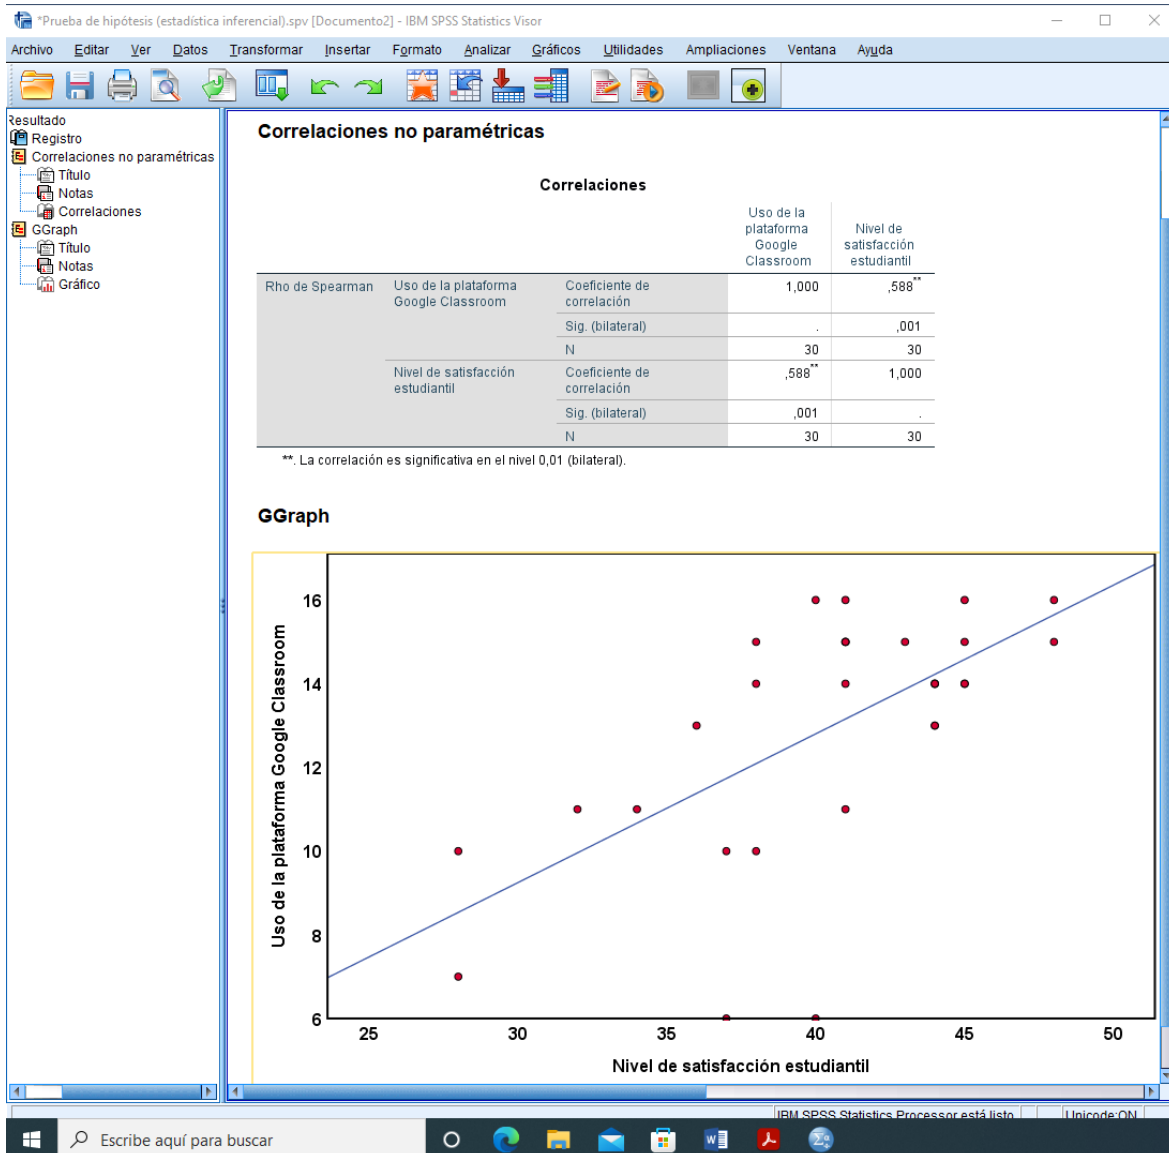 *Prueba de hipótesis (estadística inferencial).spv [Documento2] - IBM SPSS Statistics Visor
Archivo Editar Ver Datos Transformar Insertar Formato Analizar Gráficos Utilidades Ampliaciones Ventana Ayuda
Resultado
Registro
Correlaciones no paramétricas
Título
Notas
Correlaciones
GGraph
Título
Notas
Gráfico
Correlaciones no paramétricas
Correlaciones
Uso de la
plataforma
Google
Classroom
Nivel de
satisfacción
estudiantil
Rho de Spearman
Uso de la plataforma
Google Classroom
Coeficiente de
correlación
1,000 ,588**
Sig. (bilateral) . ,001
N 30 30
Nivel de satisfacción
estudiantil
Coeficiente de
correlación
,588** 1,000
Sig. (bilateral) ,001 .
N 30 30
**. La correlación es significativa en el nivel 0,01 (bilateral).
GGraph
Uso de la plataforma Google Classroom
16
14
12
10
8
6
25 30 35 40 45 50
Nivel de satisfacción estudiantil
IBM SPSS Statistics Processor está listo Unicode:ON
Escribe aquí para buscar